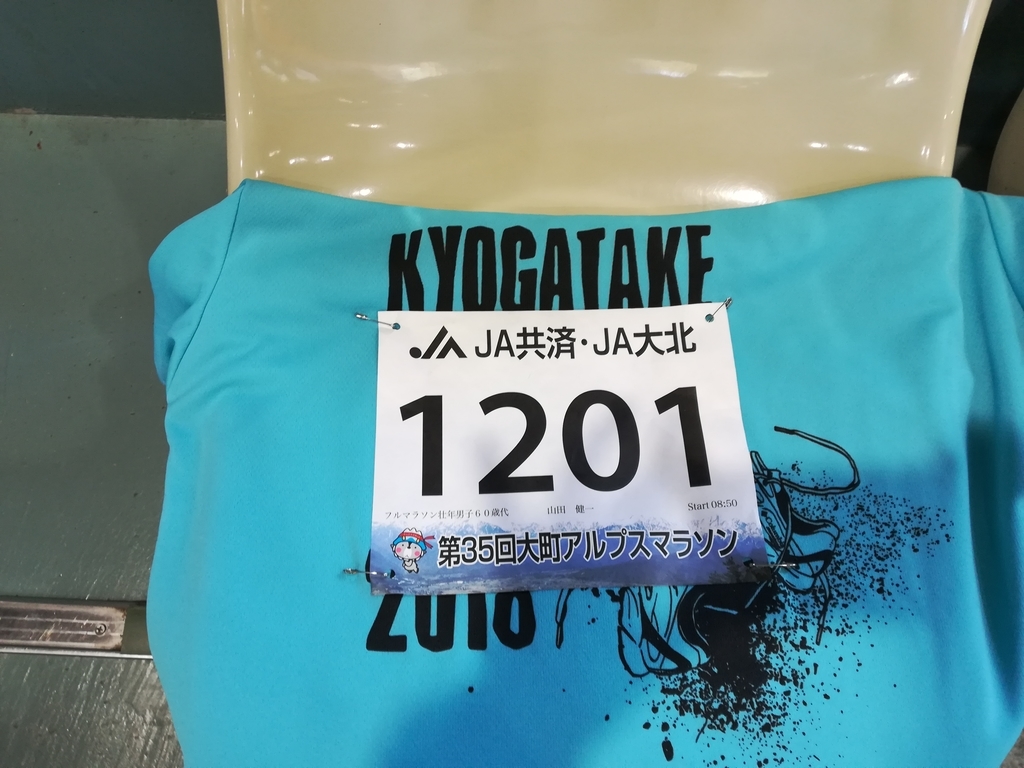 KYOGATAKE
JA共済・JA大北
1201
フルマラソン壮年男子60歳代 山田 健一 Start 08:50
第35回大町アルプスマラソン
2018